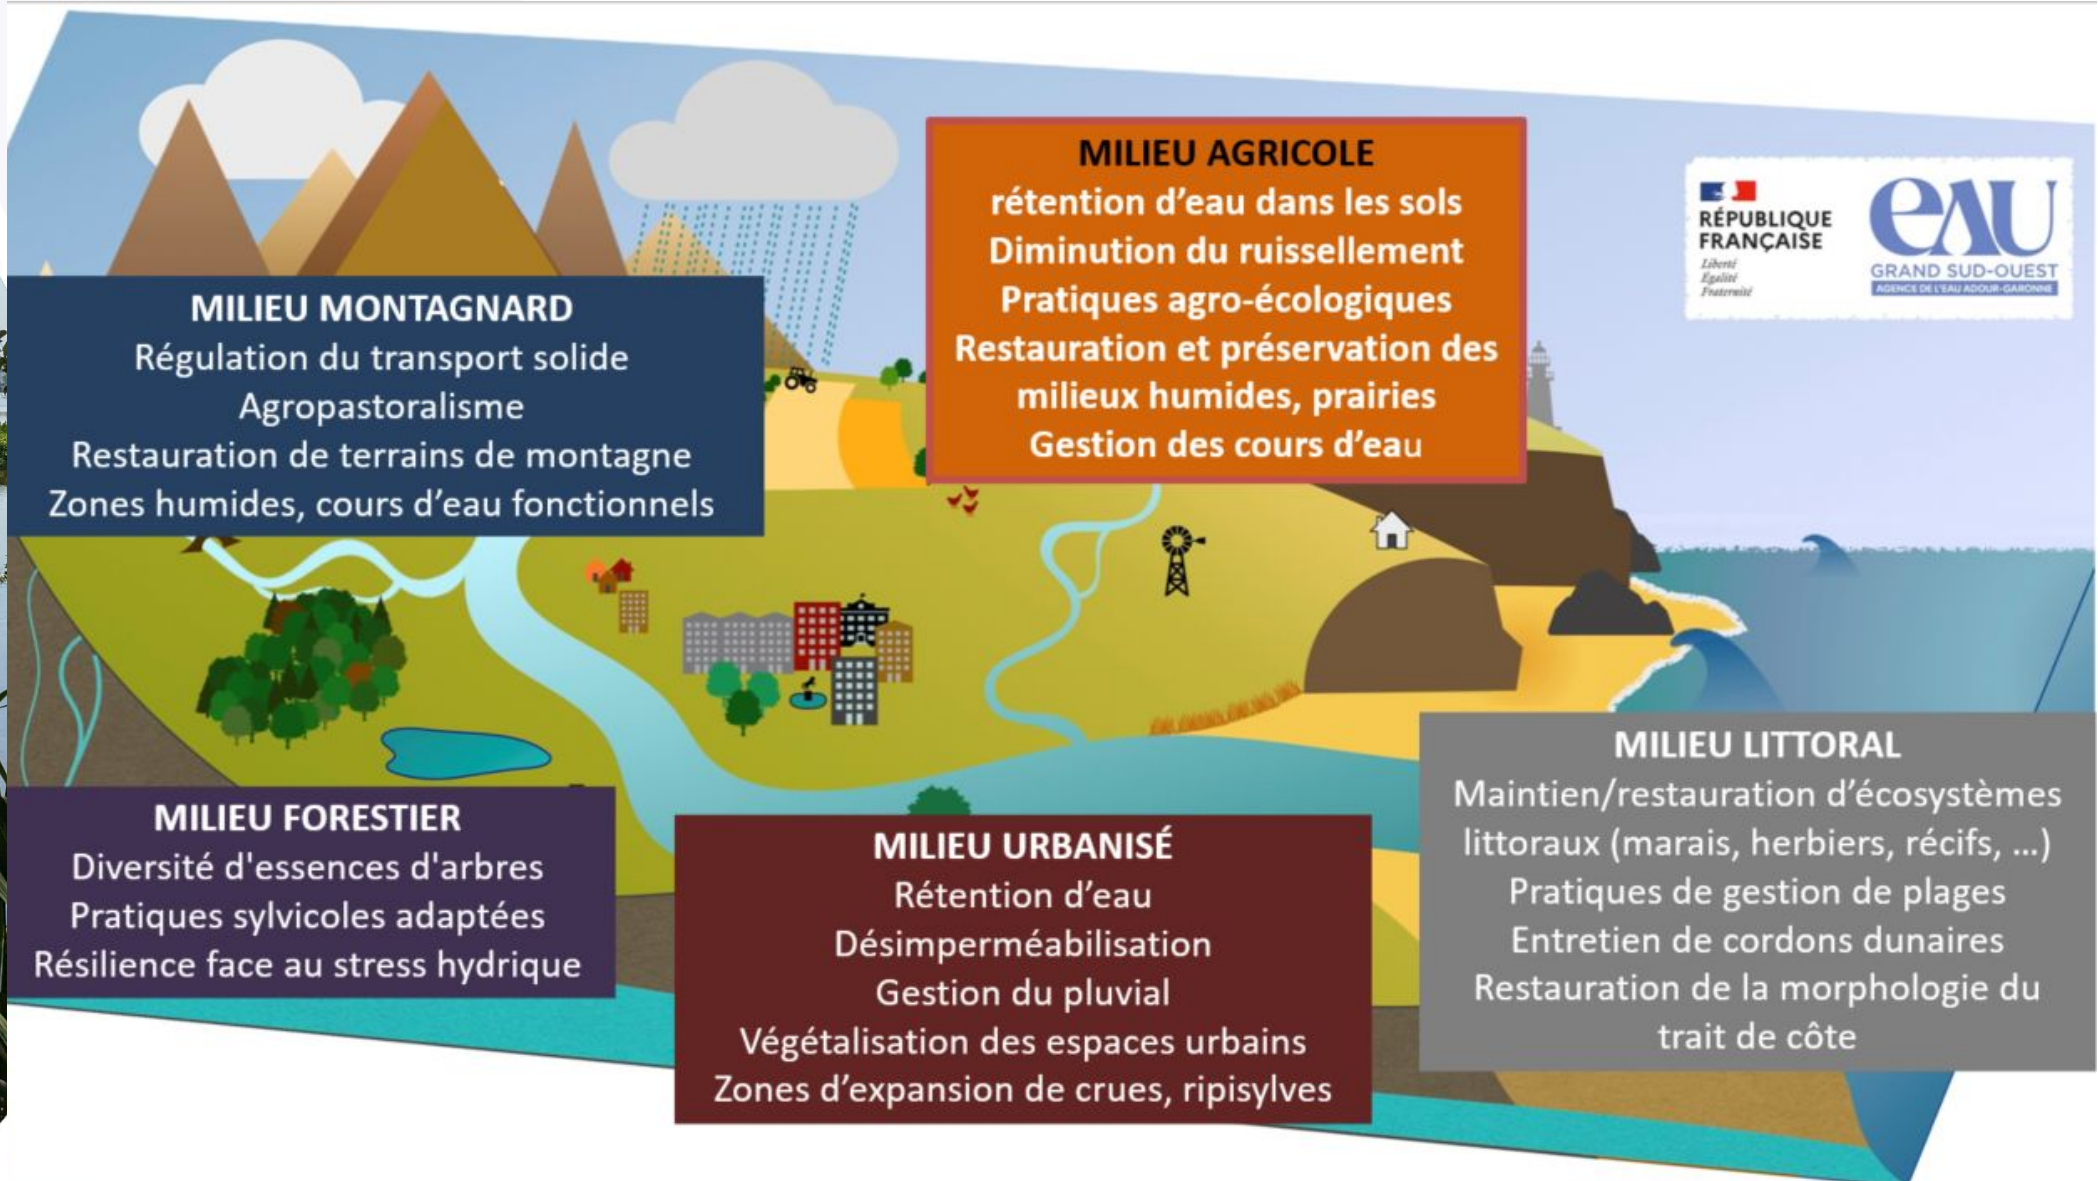 MILIEU MONTAGNARD
Régulation du transport solide
Agropastoralisme
Restauration de terrains de montagne
Zones humides, cours d’eau fonctionnels
MILIEU AGRICOLE
rétention d’eau dans les sols
Diminution du ruissellement
Pratiques agro-écologiques
Restauration et préservation des
milieux humides, prairies
Gestion des cours d’eau
RÉPUBLIQUE
FRANÇAISE
Liberté
Égalité
Fraternité
eAU
GRAND SUD-OUEST
AGENCE DE L'EAU ADOUR-GARONNE
MILIEU FORESTIER
Diversité d'essences d'arbres
Pratiques sylvicoles adaptées
Résilience face au stress hydrique
MILIEU URBANISÉ
Rétention d’eau
Désimperméabilisation
Gestion du pluvial
Végétalisation des espaces urbains
Zones d’expansion de crues, ripisylves
MILIEU LITTORAL
Maintien/restauration d’écosystèmes
littoraux (marais, herbiers, récifs, ...)
Pratiques de gestion de plages
Entretien de cordons dunaires
Restauration de la morphologie du
trait de côte